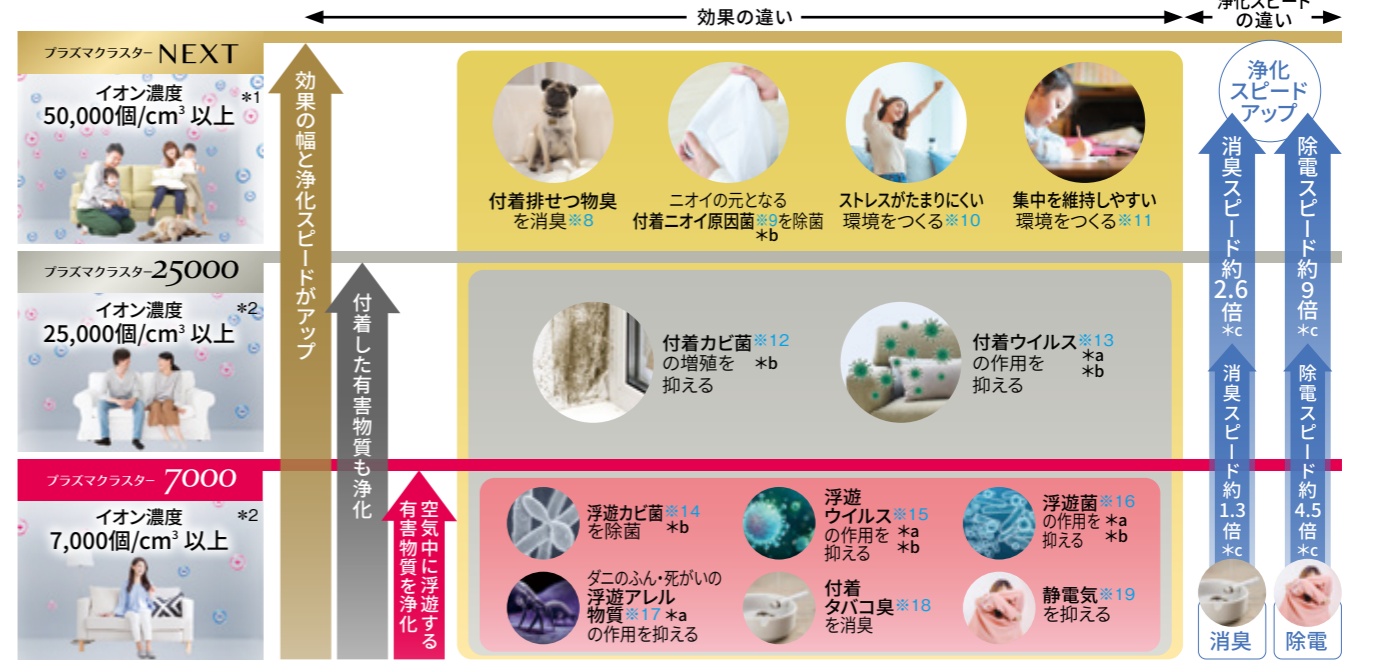 効果の違い
浄化スピード
の違い
プラズマクラスター NEXT
イオン濃度
50,000個/cm³ 以上 *1
効果の幅と浄化スピードがアップ
付着排せつ物臭
を消臭※8
ニオイの元となる
付着ニオイ原因菌※9を除菌
*b
ストレスがたまりにくい
環境をつくる※10
集中を維持しやすい
環境をつくる※11
浄化
スピード
アップ
消臭スピード約2.6倍*c
除電スピード約9倍*c
プラズマクラスター 25000
イオン濃度 *2
25,000個/cm³ 以上
付着した有害物質も浄化
付着カビ菌※12
の増殖を *b
抑える
付着ウイルス※13
の作用を *a
*b
抑える
消臭スピード約1.3倍*c
除電スピード約4.5倍*c
プラズマクラスター 7000
イオン濃度 *2
7,000個/cm³ 以上
空気中に浮遊する
有害物質を浄化
浮遊カビ菌※14
を除菌 *b
浮遊
ウイルス※15
の作用を *a
抑える *b
浮遊菌※16
の作用を *a
抑える *b
ダニのふん・死がいの
浮遊アレル
物質※17 *a
の作用を抑える
付着
タバコ臭※18
を消臭
静電気※19
を抑える
消臭
除電